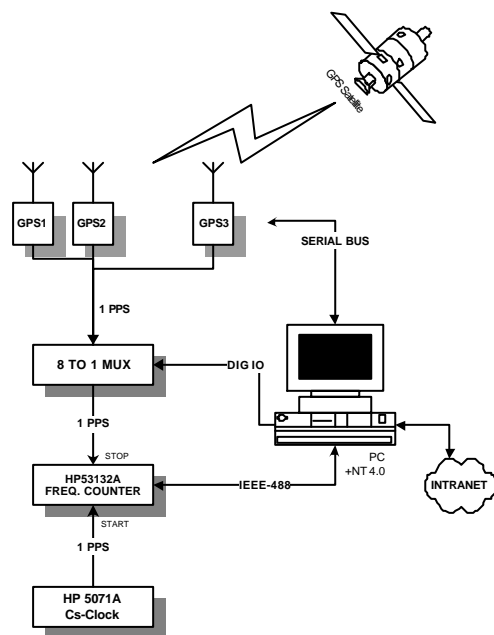 GPS Satellite
GPS1
GPS2
GPS3
SERIAL BUS
1 PPS
8 TO 1 MUX
DIG IO
1 PPS
STOP
HP53132A
FREQ. COUNTER
IEEE-488
PC
+NT 4.0
INTRANET
START
1 PPS
HP 5071A
Cs-Clock